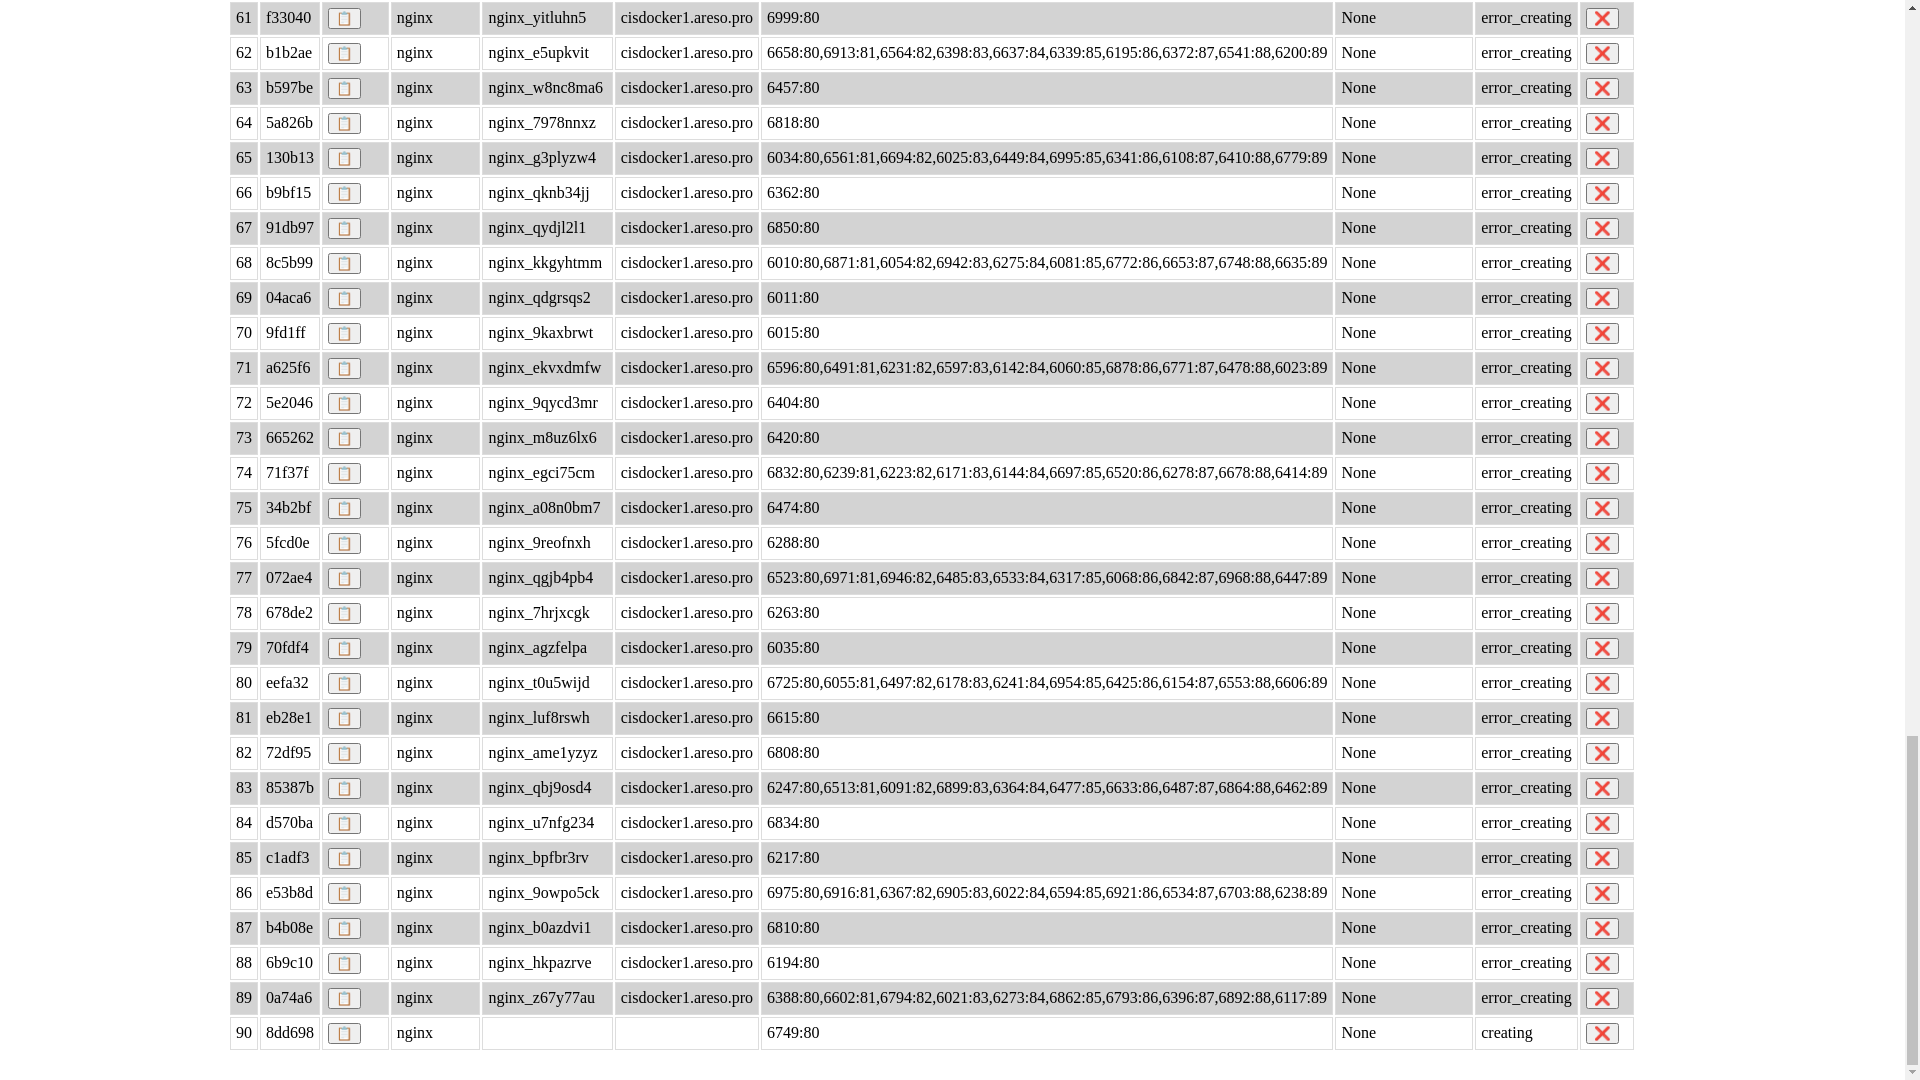 61 f33040 nginx nginx_yitluhn5 cisdocker1.areso.pro 6999:80 None error_creating
62 b1b2ae nginx nginx_e5upkvit cisdocker1.areso.pro 6658:80,6913:81,6564:82,6398:83,6637:84,6339:85,6195:86,6372:87,6541:88,6200:89 None error_creating
63 b597be nginx nginx_w8nc8ma6 cisdocker1.areso.pro 6457:80 None error_creating
64 5a826b nginx nginx_7978nnxz cisdocker1.areso.pro 6818:80 None error_creating
65 130b13 nginx nginx_g3plyzw4 cisdocker1.areso.pro 6034:80,6561:81,6694:82,6025:83,6449:84,6995:85,6341:86,6108:87,6410:88,6779:89 None error_creating
66 b9bf15 nginx nginx_qknb34jj cisdocker1.areso.pro 6362:80 None error_creating
67 91db97 nginx nginx_qydjl2l1 cisdocker1.areso.pro 6850:80 None error_creating
68 8c5b99 nginx nginx_kkgyhtmm cisdocker1.areso.pro 6010:80,6871:81,6054:82,6942:83,6275:84,6081:85,6772:86,6653:87,6748:88,6635:89 None error_creating
69 04aca6 nginx nginx_qdgrsqs2 cisdocker1.areso.pro 6011:80 None error_creating
70 9fd1ff nginx nginx_9kaxbrwt cisdocker1.areso.pro 6015:80 None error_creating
71 a625f6 nginx nginx_ekvxdmfw cisdocker1.areso.pro 6596:80,6491:81,6231:82,6597:83,6142:84,6060:85,6878:86,6771:87,6478:88,6023:89 None error_creating
72 5e2046 nginx nginx_9qycd3mr cisdocker1.areso.pro 6404:80 None error_creating
73 665262 nginx nginx_m8uz6lx6 cisdocker1.areso.pro 6420:80 None error_creating
74 71f37f nginx nginx_egci75cm cisdocker1.areso.pro 6832:80,6239:81,6223:82,6171:83,6144:84,6697:85,6520:86,6278:87,6678:88,6414:89 None error_creating
75 34b2bf nginx nginx_a08n0bm7 cisdocker1.areso.pro 6474:80 None error_creating
76 5fcd0e nginx nginx_9reofnxh cisdocker1.areso.pro 6288:80 None error_creating
77 072ae4 nginx nginx_qgjb4pb4 cisdocker1.areso.pro 6523:80,6971:81,6946:82,6485:83,6533:84,6317:85,6068:86,6842:87,6968:88,6447:89 None error_creating
78 678de2 nginx nginx_7hrjxcgk cisdocker1.areso.pro 6263:80 None error_creating
79 70fdf4 nginx nginx_agzfelpa cisdocker1.areso.pro 6035:80 None error_creating
80 eefa32 nginx nginx_t0u5wijd cisdocker1.areso.pro 6725:80,6055:81,6497:82,6178:83,6241:84,6954:85,6425:86,6154:87,6553:88,6606:89 None error_creating
81 eb28e1 nginx nginx_luf8rswh cisdocker1.areso.pro 6615:80 None error_creating
82 72df95 nginx nginx_ame1yzyz cisdocker1.areso.pro 6808:80 None error_creating
83 85387b nginx nginx_qbj9osd4 cisdocker1.areso.pro 6247:80,6513:81,6091:82,6899:83,6364:84,6477:85,6633:86,6487:87,6864:88,6462:89 None error_creating
84 d570ba nginx nginx_u7nfg234 cisdocker1.areso.pro 6834:80 None error_creating
85 c1adf3 nginx nginx_bpfbr3rv cisdocker1.areso.pro 6217:80 None error_creating
86 e53b8d nginx nginx_9owpo5ck cisdocker1.areso.pro 6975:80,6916:81,6367:82,6905:83,6022:84,6594:85,6921:86,6534:87,6703:88,6238:89 None error_creating
87 b4b08e nginx nginx_b0azdvi1 cisdocker1.areso.pro 6810:80 None error_creating
88 6b9c10 nginx nginx_hkpazrve cisdocker1.areso.pro 6194:80 None error_creating
89 0a74a6 nginx nginx_z67y77au cisdocker1.areso.pro 6388:80,6602:81,6794:82,6021:83,6273:84,6862:85,6793:86,6396:87,6892:88,6117:89 None error_creating
90 8dd698 nginx 6749:80 None creating